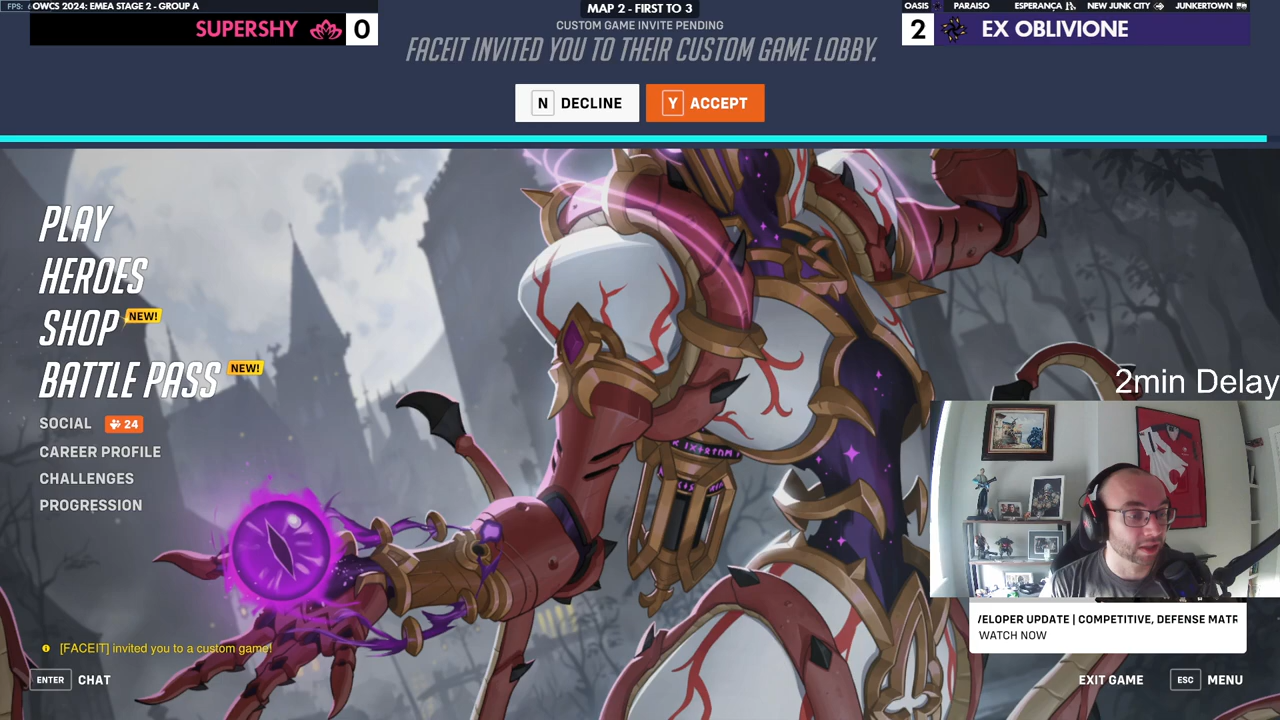 FPS:
OWCS 2024: EMEA STAGE 2 - GROUP A
SUPERSHY
0
MAP 2 - FIRST TO 3
CUSTOM GAME INVITE PENDING
FACEIT INVITED YOU TO THEIR CUSTOM GAME LOBBY.
N DECLINE
Y ACCEPT
OASIS PARAISO ESPERANÇA NEW JUNK CITY JUNKERTOWN
2
EX OBLIVIONE
PLAY
HEROES
SHOP NEW!
BATTLE PASS NEW!
SOCIAL 24
CAREER PROFILE
CHALLENGES
PROGRESSION
2min Delay
/ELOPER UPDATE | COMPETITIVE, DEFENSE MATR
WATCH NOW
[FACEIT] invited you to a custom game!
ENTER CHAT
EXIT GAME
ESC MENU